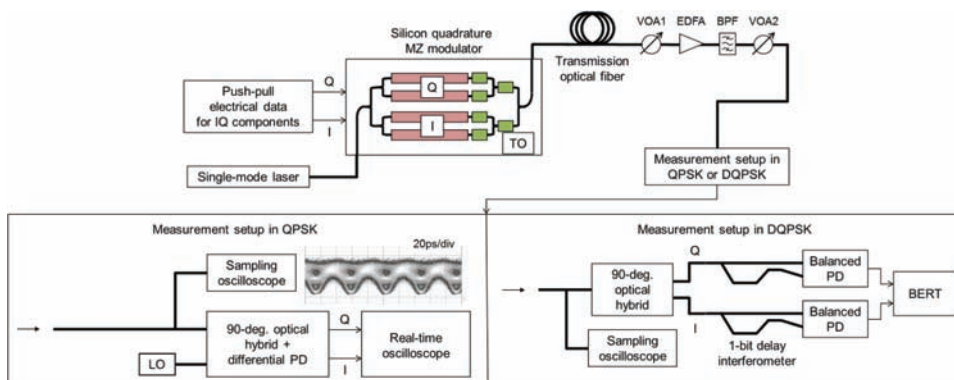 Silicon quadrature
MZ modulator
VOA1 EDFA BPF VOA2
Transmission
optical fiber
Push-pull
electrical data
for IQ components
Q
I
Q
I
TO
Single-mode laser
Measurement setup in
QPSK or DQPSK
Measurement setup in QPSK
20ps/div
Sampling
oscilloscope
90-deg. optical
hybrid +
differential PD
LO
Q
I
Real-time
oscilloscope
Measurement setup in DQPSK
90-deg.
optical
hybrid
Sampling
oscilloscope
Q
I
1-bit delay
interferometer
Balanced
PD
Balanced
PD
BERT